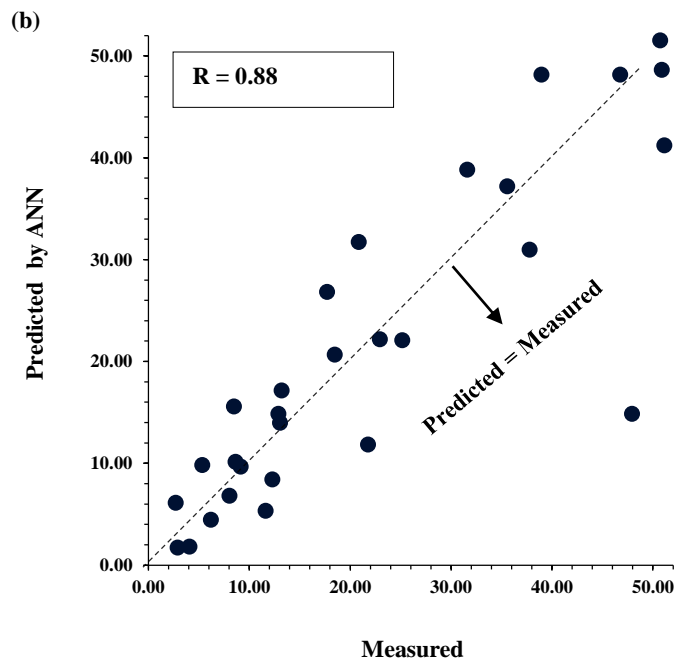 (b)
R = 0.88
50.00
40.00
30.00
20.00
10.00
0.00
Predicted by ANN
Predicted = Measured
0.00 10.00 20.00 30.00 40.00 50.00
Measured